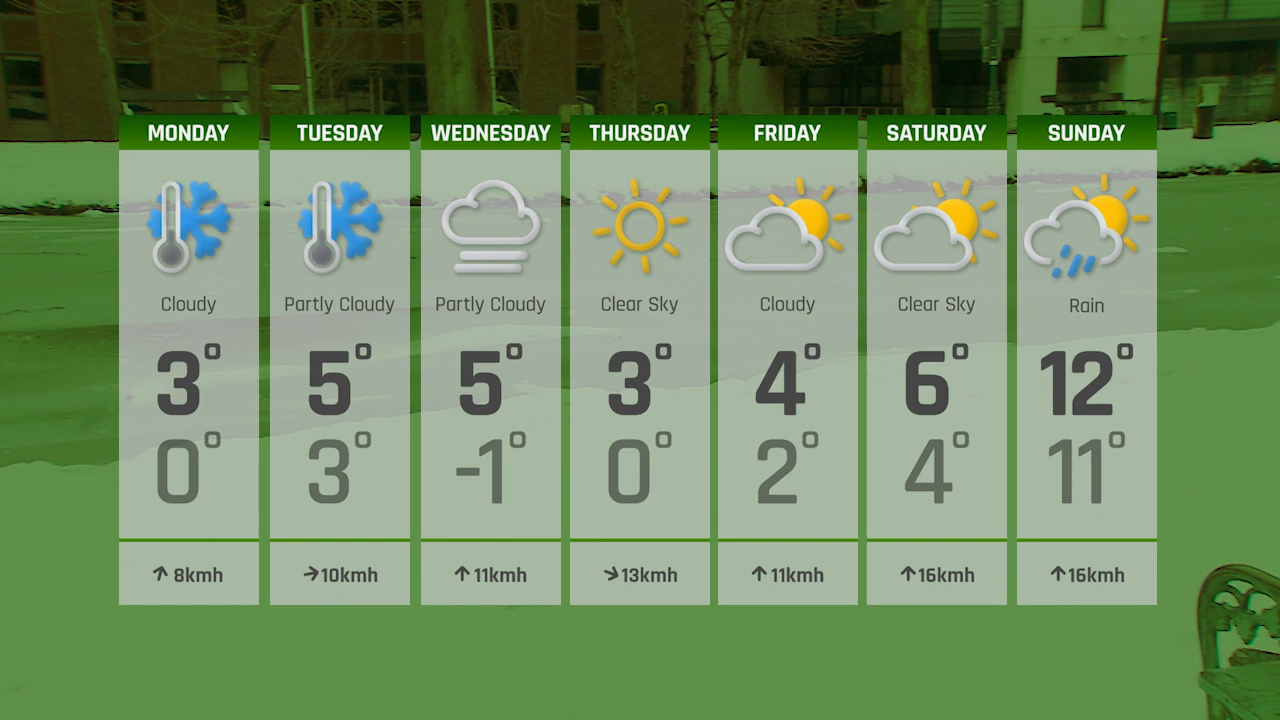 MONDAY
Cloudy
3°
0°
8kmh
TUESDAY
Partly Cloudy
5°
3°
10kmh
WEDNESDAY
Partly Cloudy
5°
-1°
11kmh
THURSDAY
Clear Sky
3°
0°
13kmh
FRIDAY
Cloudy
4°
2°
11kmh
SATURDAY
Clear Sky
6°
4°
16kmh
SUNDAY
Rain
12°
11°
16kmh